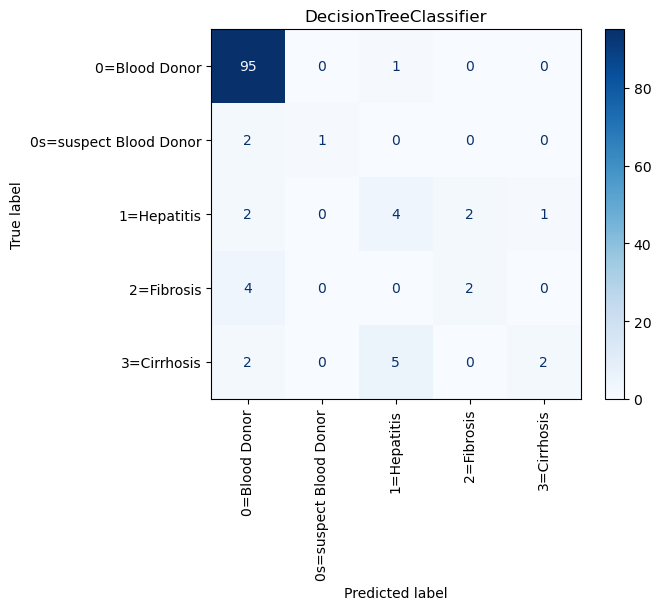 DecisionTreeClassifier
True label
0=Blood Donor 95 0 1 0 0
0s=suspect Blood Donor 2 1 0 0 0
1=Hepatitis 2 0 4 2 1
2=Fibrosis 4 0 0 2 0
3=Cirrhosis 2 0 5 0 2
0=Blood Donor
0s=suspect Blood Donor
1=Hepatitis
2=Fibrosis
3=Cirrhosis
Predicted label
80
60
40
20
0